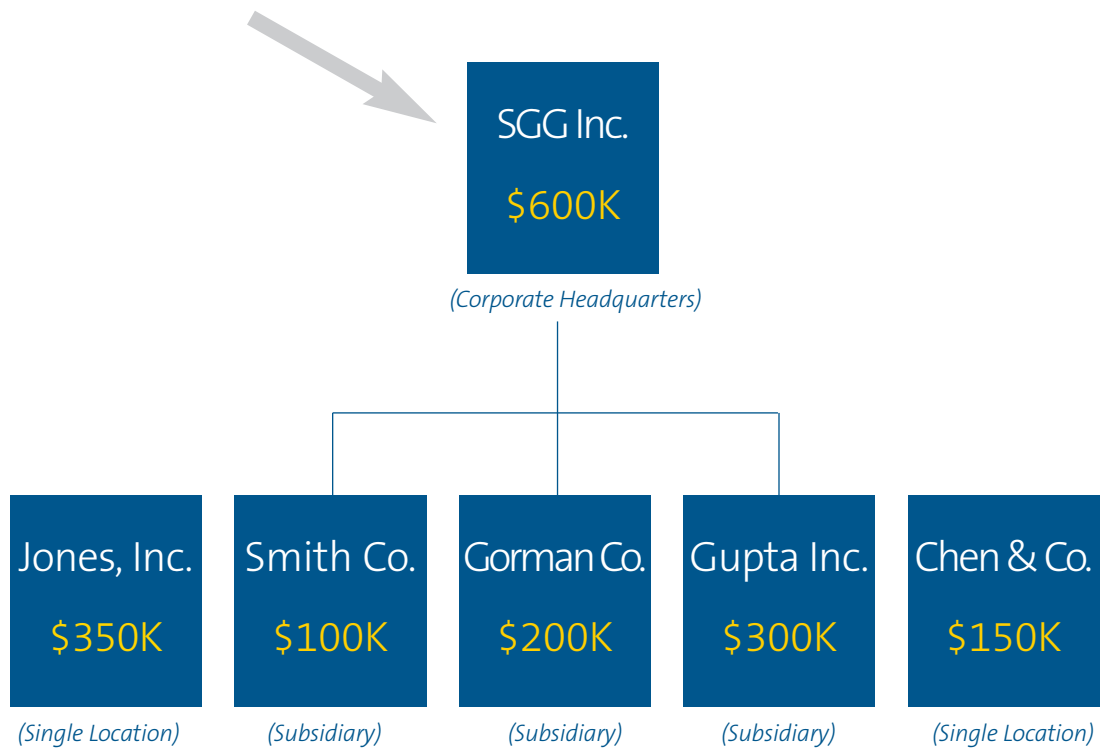 SGG Inc.
$600K
(Corporate Headquarters)
Jones, Inc.
$350K
(Single Location)
Smith Co.
$100K
(Subsidiary)
Gorman Co.
$200K
(Subsidiary)
Gupta Inc.
$300K
(Subsidiary)
Chen & Co.
$150K
(Single Location)